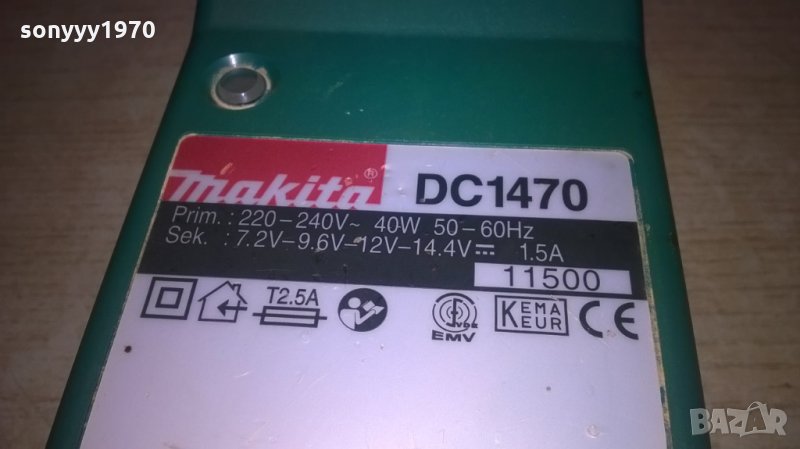 sonyyy1970
makita® DC1470
Prim. : 220-240V~ 40W 50-60Hz
Sek. : 7.2V-9.6V-12V-14.4V⎓ 1.5A
11500
T2.5A
EMV
KEMA
KEUR
CE
BAZAR